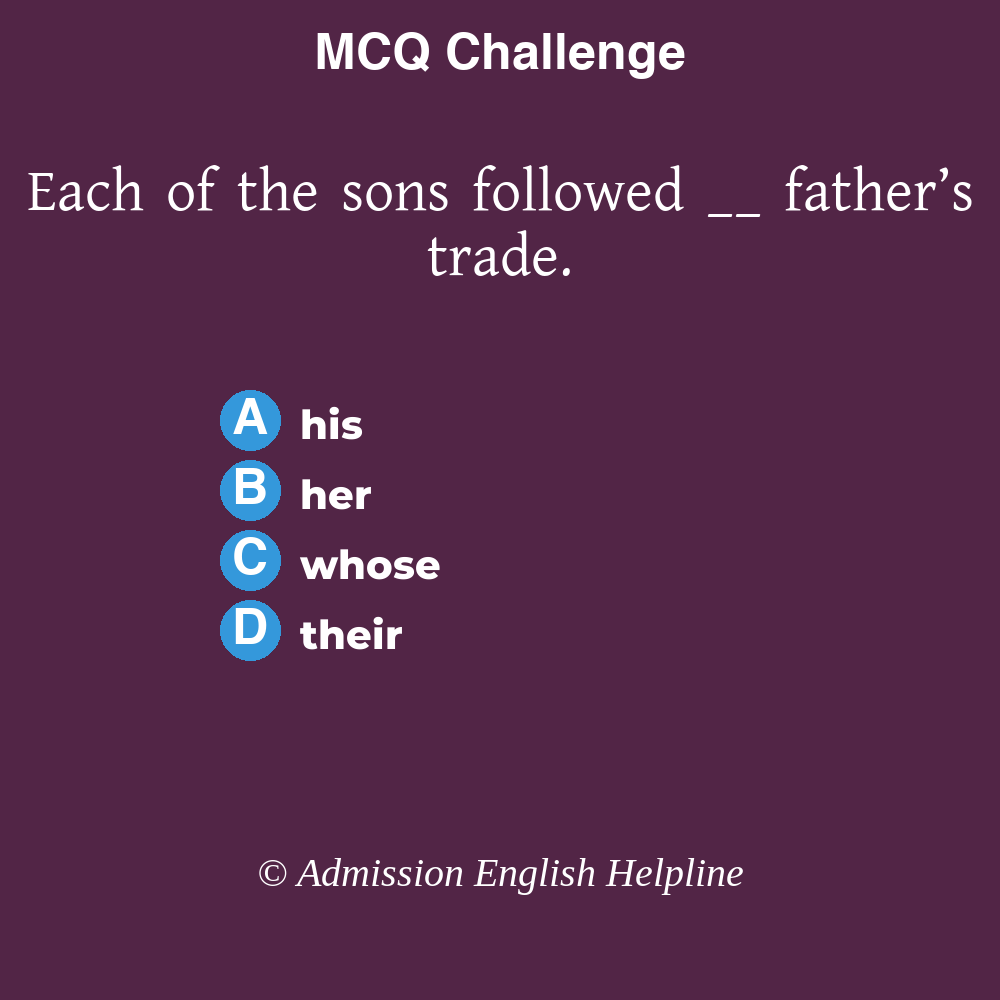 MCQ Challenge
Each of the sons followed __ father’s
trade.
A his
B her
C whose
D their
© Admission English Helpline